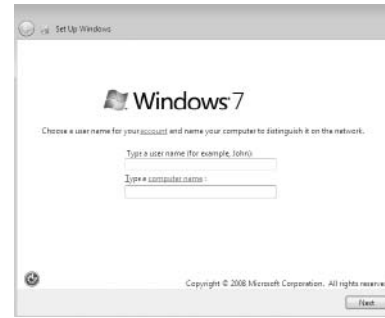 Set Up Windows
Windows 7
Choose a user name for your account and name your computer to distinguish it on the network.
Type a user name (for example, John):
Type a computer name :
Copyright © 2008 Microsoft Corporation. All rights reserve
Next